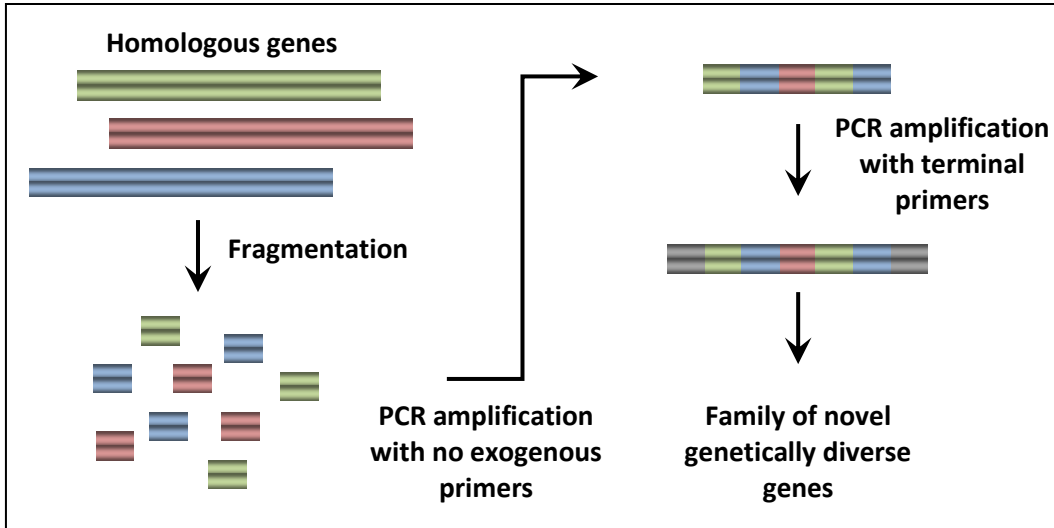 Homologous genes
Fragmentation
PCR amplification
with no exogenous
primers
PCR amplification
with terminal
primers
Family of novel
genetically diverse
genes